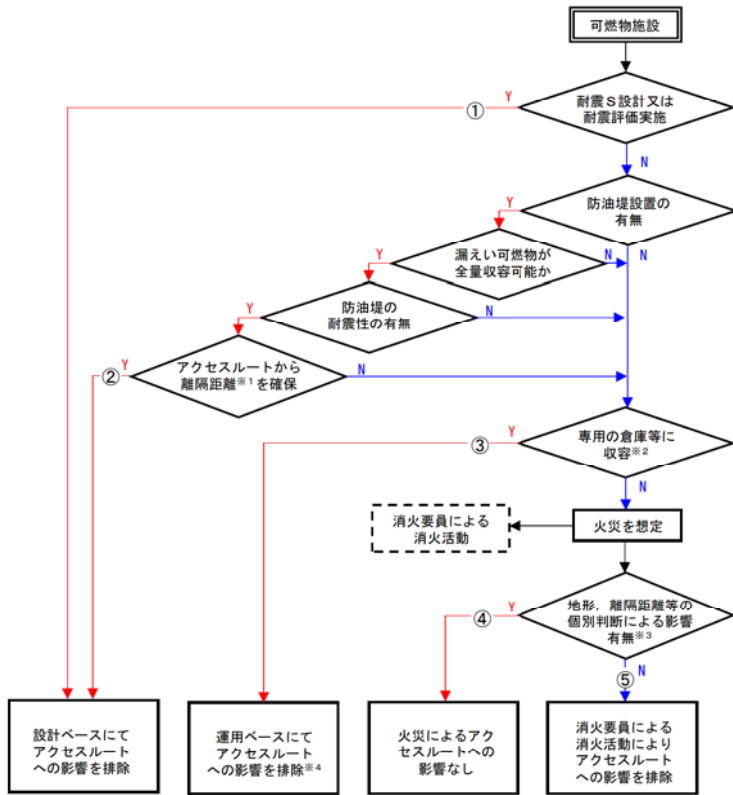 可燃物施設
Y
①
耐震Ｓ設計又は
耐震評価実施
N
Y
防油堤設置の
有無
漏えい可燃物が
全量収容可能か
N
N
Y
防油堤の
耐震性の有無
N
Y
Y
②
アクセスルートから
離隔距離※1を確保
N
Y
③
専用の倉庫等に
収容※2
N
消火要員による
消火活動
火災を想定
Y
④
地形，離隔距離等の
個別判断による影響
有無※3
⑤
N
設計ベースにて
アクセスルート
への影響を排除
運用ベースにて
アクセスルート
への影響を排除※4
火災によるアク
セスルートへの
影響なし
消火要員による
消火活動により
アクセスルート
への影響を排除